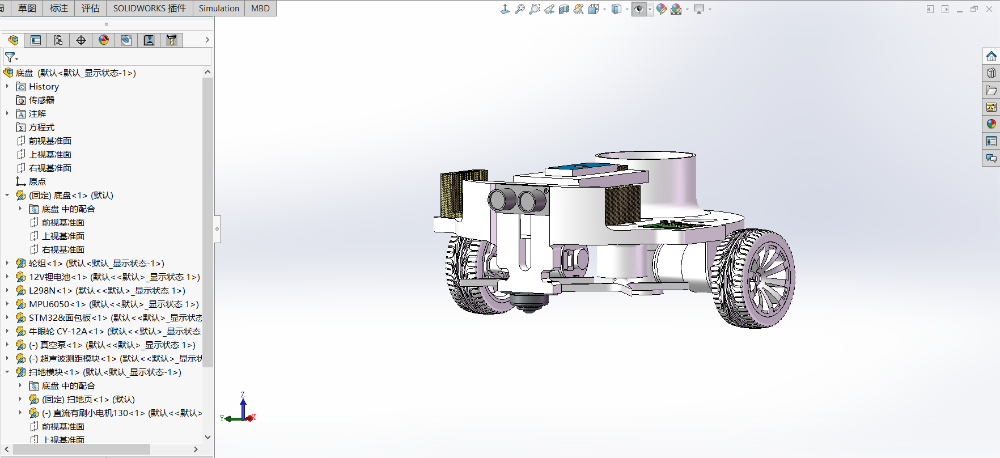 草图 标注 评估 SOLIDWORKS 插件 Simulation MBD
底盘 (默认<默认_显示状态-1>)
History
传感器
注解
方程式
前视基准面
上视基准面
右视基准面
原点
(固定) 底盘<1> (默认)
底盘 中的配合
前视基准面
上视基准面
右视基准面
轮组<1> (默认<默认_显示状态-1>)
12V锂电池<1> (默认<<默认>_显示状态 1>)
L298N<1> (默认<<默认>_显示状态 1>)
MPU6050<1> (默认<<默认>_显示状态 1>)
STM32&面包板<1> (默认<<默认>_显示状态
牛眼轮 CY-12A<1> (默认<<默认>_显示状态
(-) 真空泵<1> (默认<<默认>_显示状态 1>)
(-) 超声波测距模块<1> (默认<<默认>_显示
扫地模块<1> (默认<默认_显示状态-1>)
底盘 中的配合
(固定) 扫地页<1> (默认)
(-) 直流有刷小电机130<1> (默认<<默认>
前视基准面
上视基准面
Z
Y X